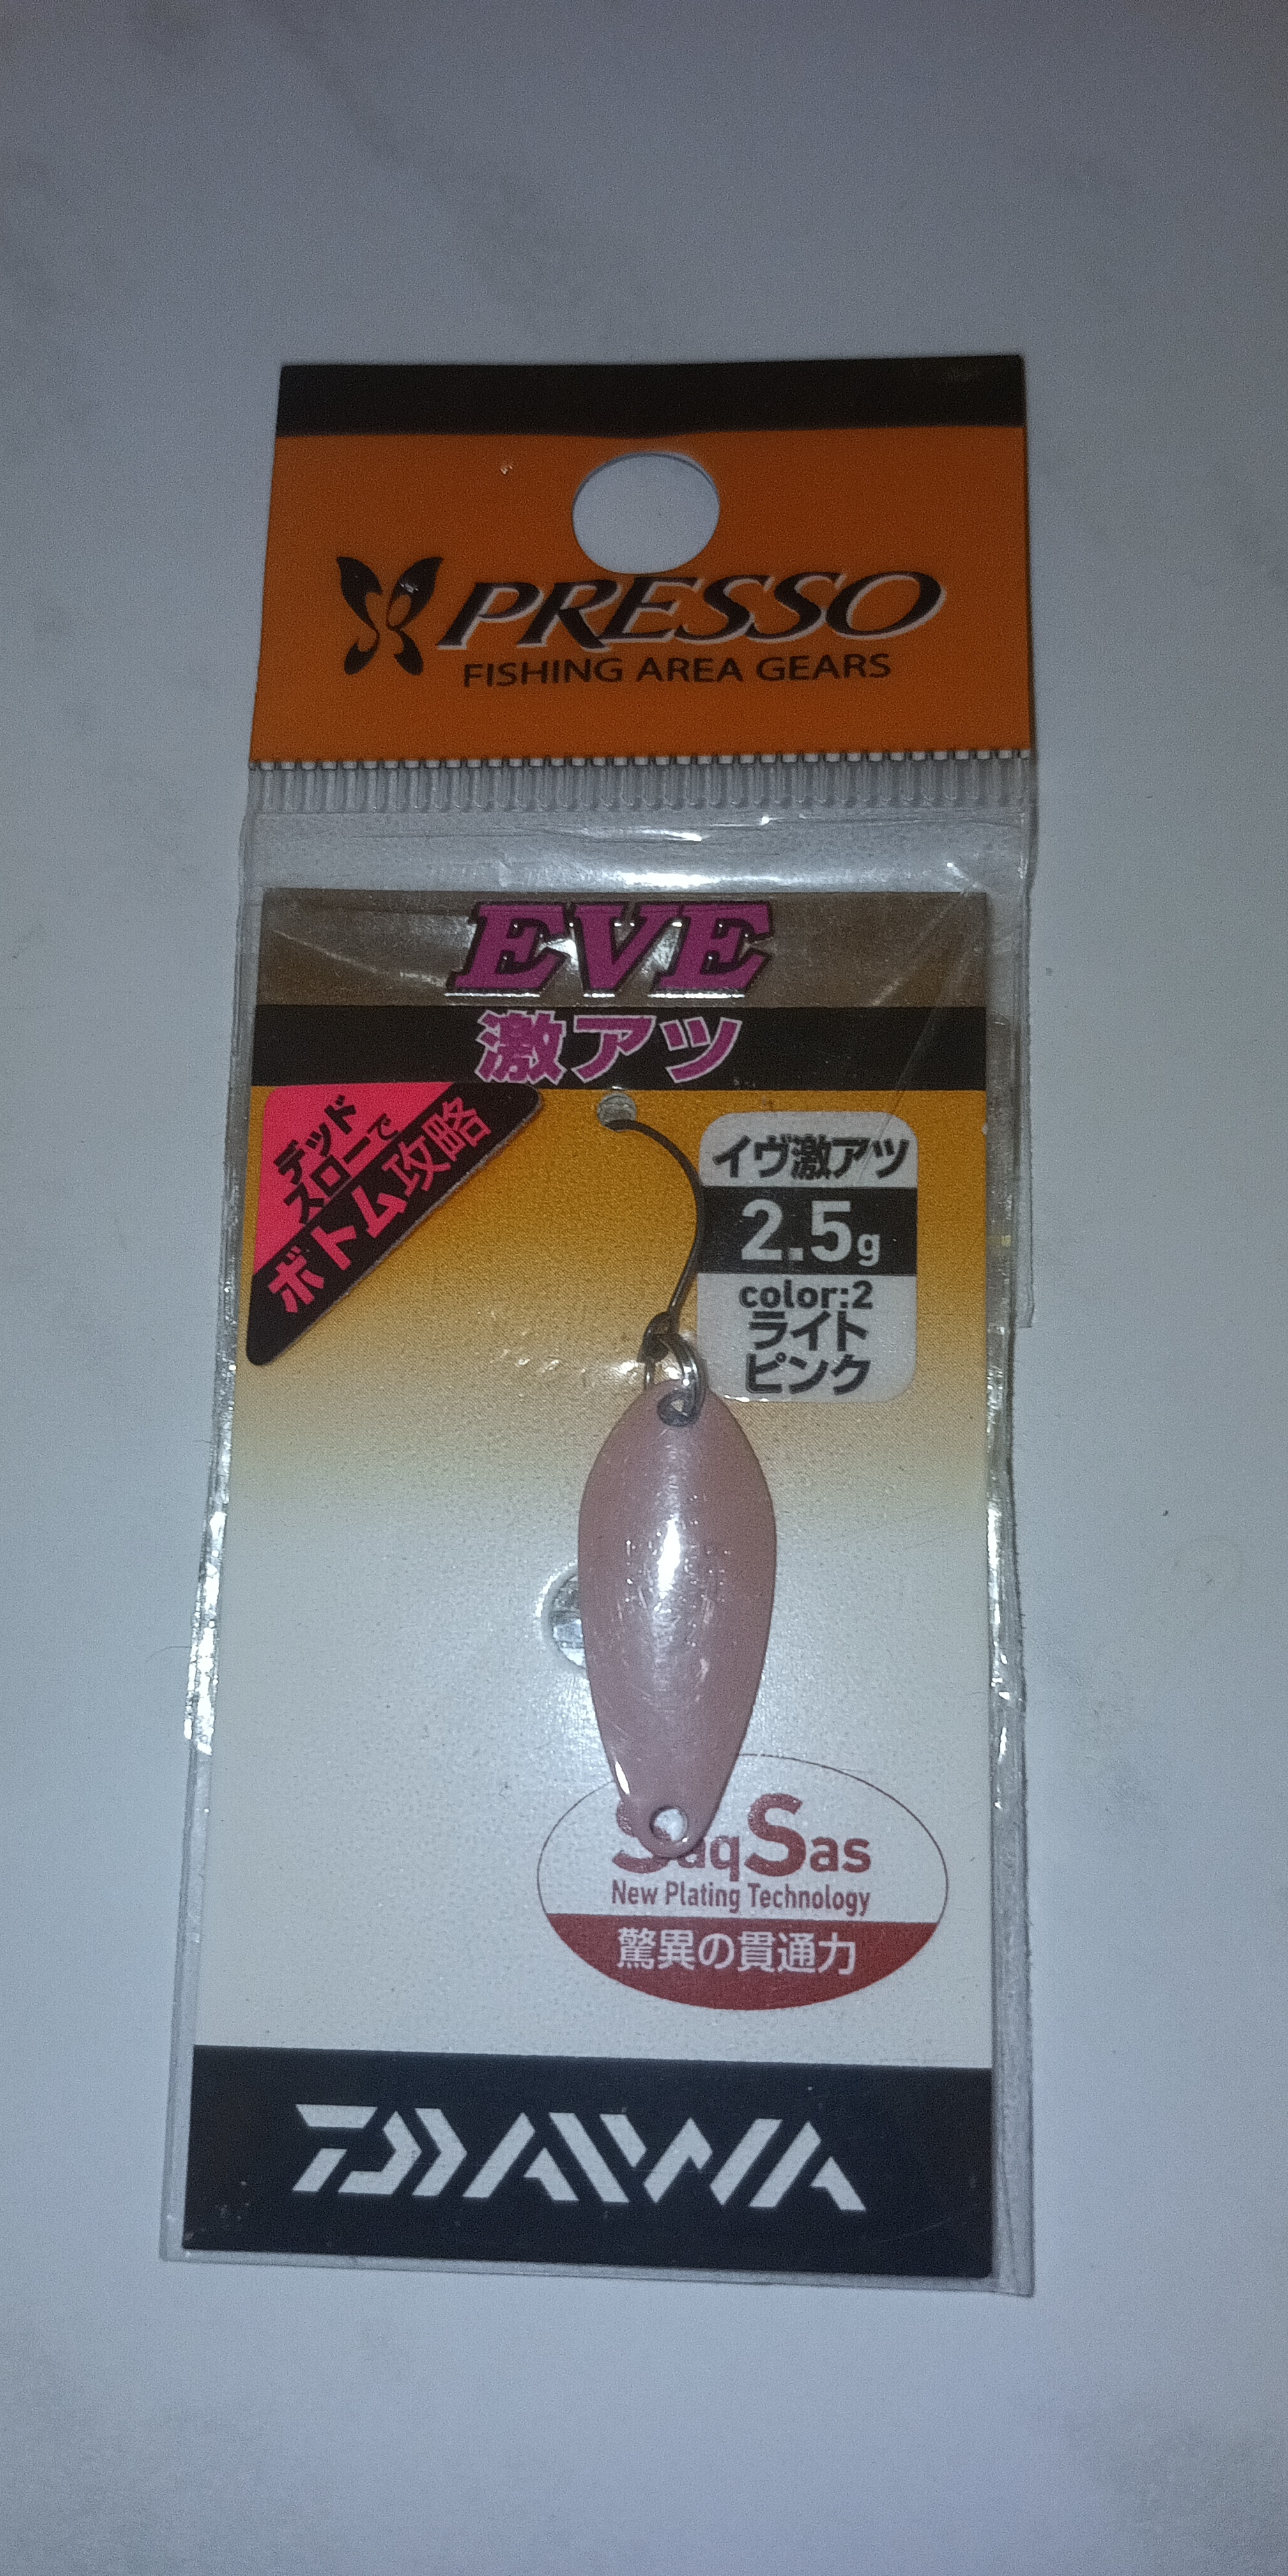 PRESSO
FISHING AREA GEARS
EVE
激アツ
デッド
スローで
ボトム攻略
イヴ激アツ
2.5g
color:2
ライト
ピンク
SaqSas
New Plating Technology
驚異の貫通力
DAIWA